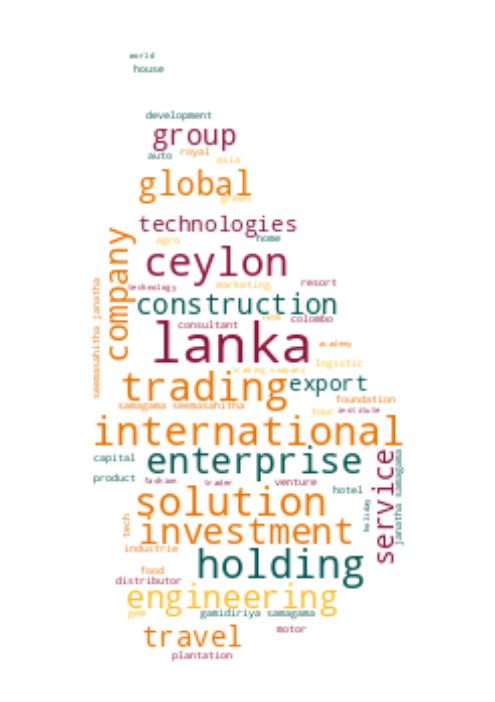 world
house
development
group
auto royal asia
global
green
technologies
agro home
company
ceylon
technology marketing resort
construction
consultant new colombo
seemasahitha janatha
lanka
academy
logistic
trading company
trading export
foundation
samagama seemasahitha tour institute
international
capital enterprise
product fashion trader venture hotel
service
janatha samagama
solution
holiday
tech
investment
industrie
holding
food
distributor
engineering
gem gamidiriya samagama
travel motor
plantation